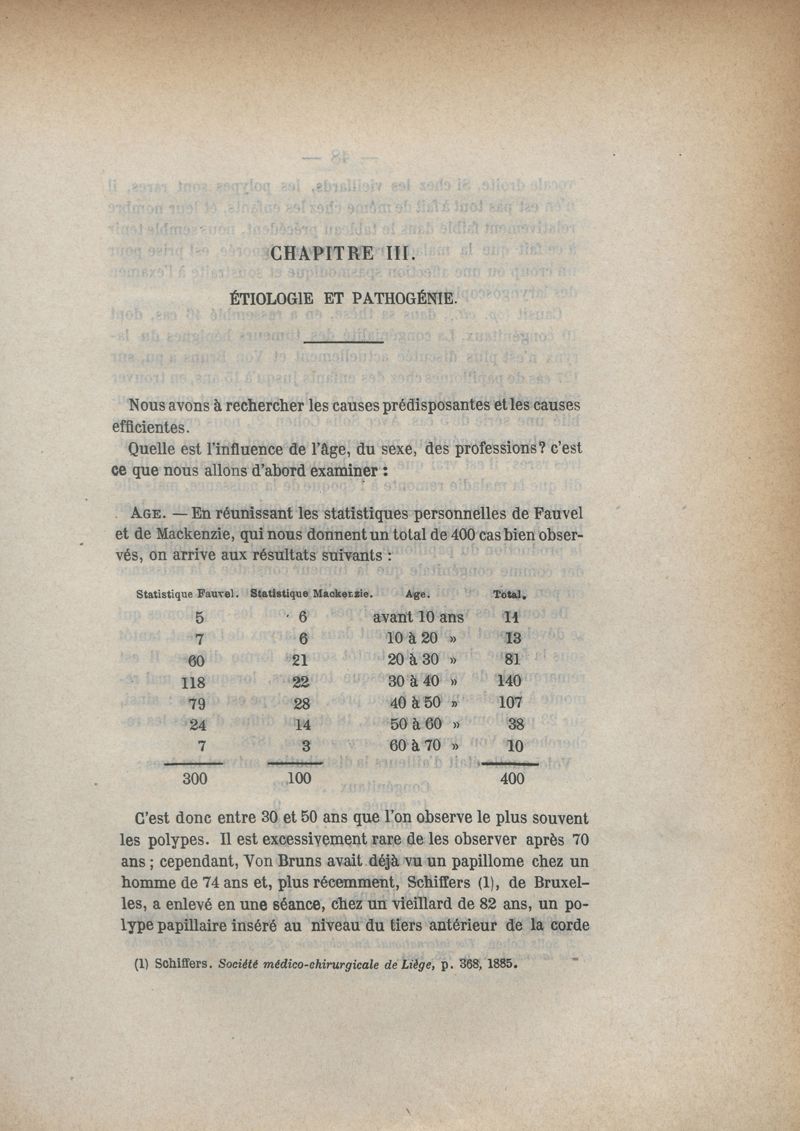 CHAPITRE III.
ÉTIOLOGIE ET PATHOGÉNIE.
Nous avons à rechercher les causes prédisposantes et les causes
efficientes.
Quelle est l'influence de l'âge, du sexe, des professions? c'est
ce que nous allons d'abord examiner :
AGE. — En réunissant les statistiques personnelles de Fauvel
et de Mackenzie, qui nous donnent un total de 400 cas bien obser-
vés, on arrive aux résultats suivants :
Statistique Fauvel. Statistique Mackenzie. Age. Total.
5 6 avant 10 ans 11
7 6 10 à 20 » 13
60 21 20 à 30 » 81
118 22 30 à 40 » 140
79 28 40 à 50 » 107
24 14 50 à 60 » 38
7 3 60 à 70 » 10
300 100 400
C'est donc entre 30 et 50 ans que l'on observe le plus souvent
les polypes. Il est excessivement rare de les observer après 70
ans ; cependant, Von Bruns avait déjà vu un papillome chez un
homme de 74 ans et, plus récemment, Schiffers (1), de Bruxel-
les, a enlevé en une séance, chez un vieillard de 82 ans, un po-
lype papillaire inséré au niveau du tiers antérieur de la corde
(1) Schiffers. Société médico-chirurgicale de Liège, p. 368, 1885.